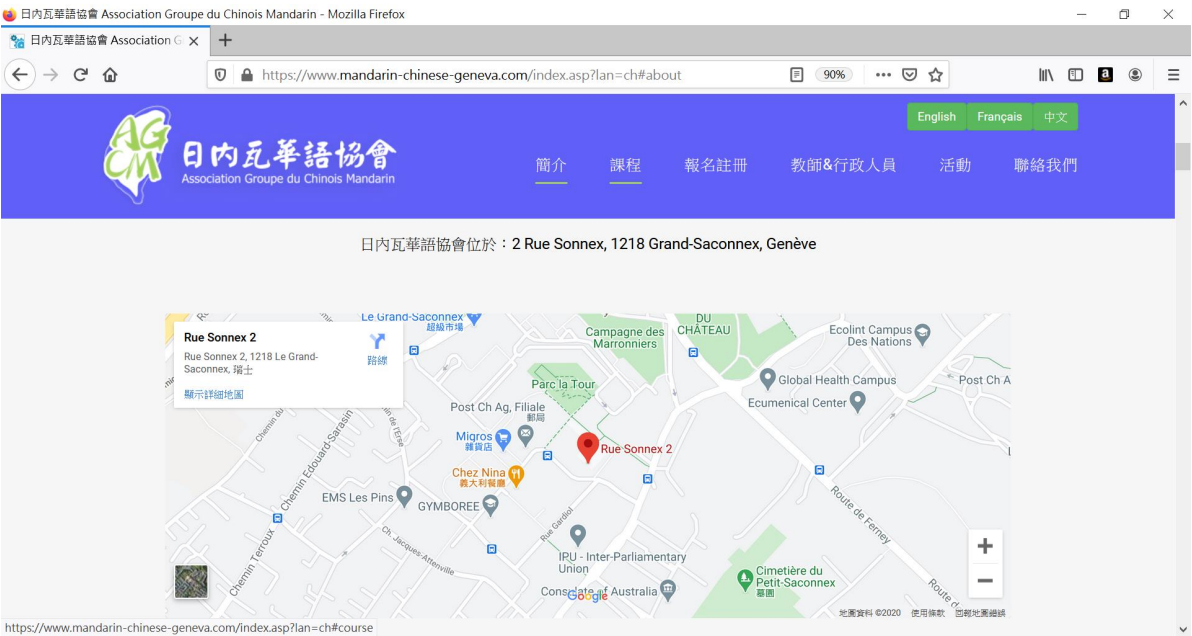 日內瓦華語協會 Association Groupe du Chinois Mandarin - Mozilla Firefox
日內瓦華語協會 Association G
https://www.mandarin-chinese-geneva.com/index.asp?lan=ch#about
90%
English Français 中文
AGCM
日內瓦華語協會
Association Groupe du Chinois Mandarin
簡介 課程 報名註冊 教師&行政人員 活動 聯絡我們
日內瓦華語協會位於：2 Rue Sonnex, 1218 Grand-Saconnex, Genève
Rue Sonnex 2
Rue Sonnex 2, 1218 Le Grand-
Saconnex, 瑞士
路線
顯示詳細地圖
Le Grand-Saconnex
超級市場
Campagne des
Marronniers
DU
CHÂTEAU
Ecolint Campus
Des Nations
Parc la Tour
Global Health Campus
Post Ch A
Ecumenical Center
Post Ch Ag, Filiale
郵局
Migros
雜貨店
Rue Sonnex 2
Chez Nina
義大利餐廳
EMS Les Pins
GYMBOREE
Chemin Édouard-Sarasin
Chemin Terroux
Ch. Jacques-Attenville
Rue Gardiol
Route de Ferney
IPU - Inter-Parliamentary
Union
Consulate of Australia
Cimetière du
Petit-Saconnex
墓園
Google
地圖資料 ©2020 使用條款 回報地圖錯誤
https://www.mandarin-chinese-geneva.com/index.asp?lan=ch#course